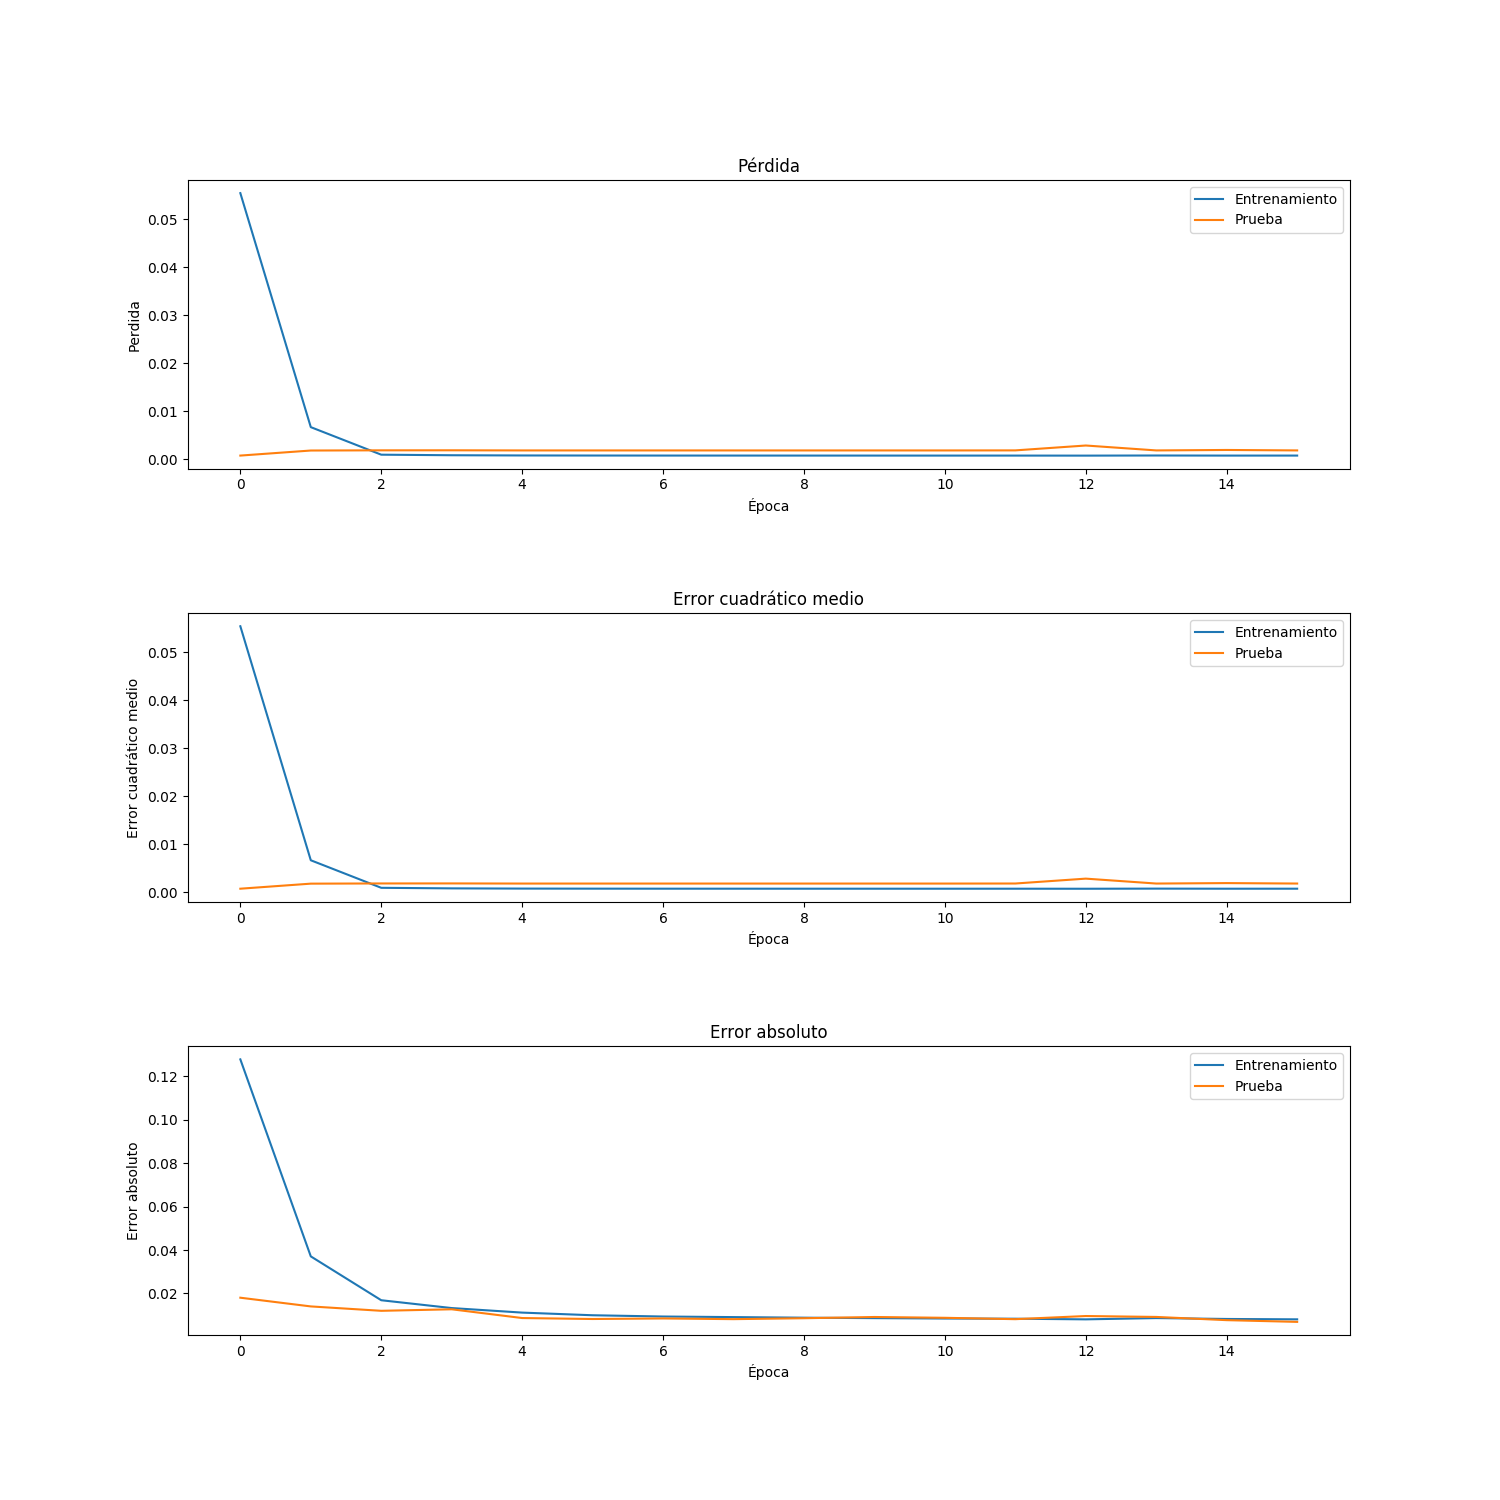 Pérdida
Entrenamiento
Prueba
0.05
0.04
0.03
0.02
0.01
0.00
Perdida
0 2 4 6 8 10 12 14
Época
Error cuadrático medio
Entrenamiento
Prueba
0.05
0.04
0.03
0.02
0.01
0.00
Error cuadrático medio
0 2 4 6 8 10 12 14
Época
Error absoluto
Entrenamiento
Prueba
0.12
0.10
0.08
0.06
0.04
0.02
Error absoluto
0 2 4 6 8 10 12 14
Época